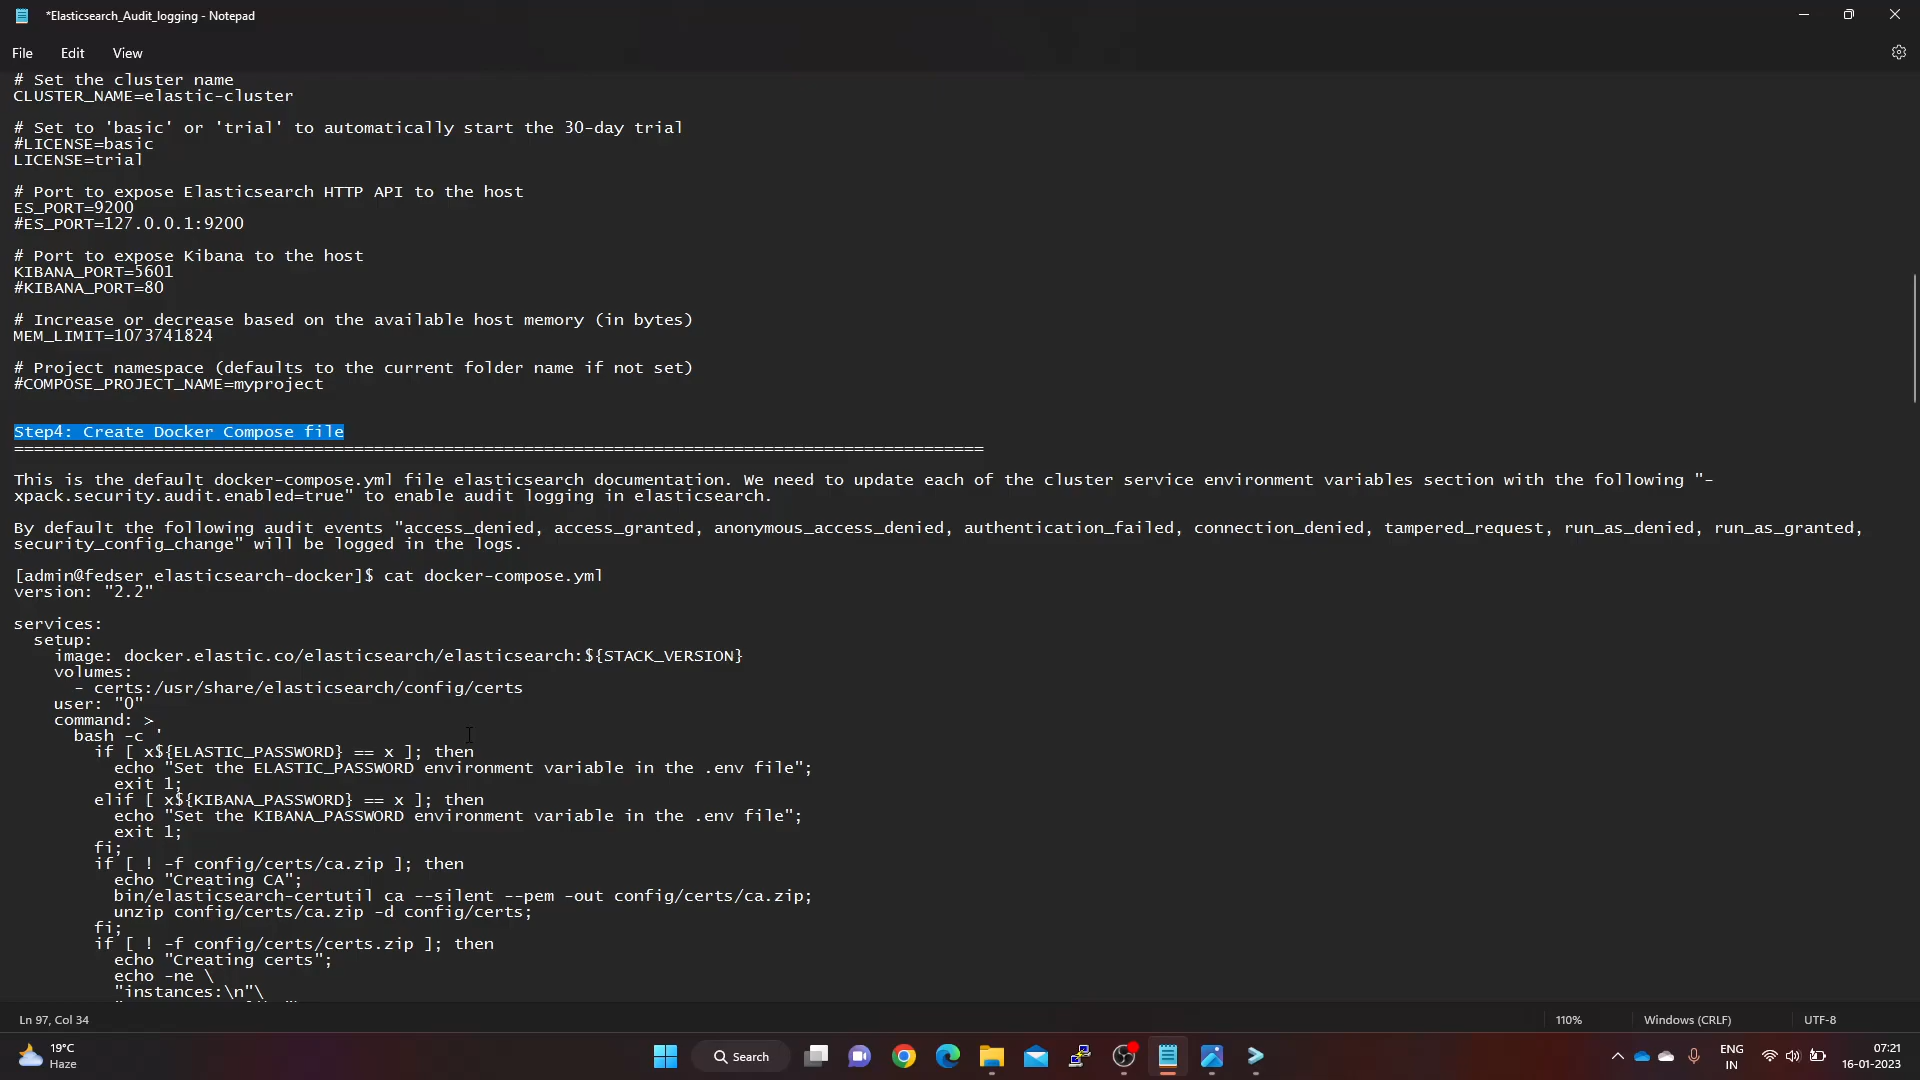 *Elasticsearch_Audit_logging - Notepad
File Edit View
# Set the cluster name
CLUSTER_NAME=elastic-cluster
# Set to 'basic' or 'trial' to automatically start the 30-day trial
#LICENSE=basic
LICENSE=trial
# Port to expose Elasticsearch HTTP API to the host
ES_PORT=9200
#ES_PORT=127.0.0.1:9200
# Port to expose Kibana to the host
KIBANA_PORT=5601
#KIBANA_PORT=80
# Increase or decrease based on the available host memory (in bytes)
MEM_LIMIT=1073741824
# Project namespace (defaults to the current folder name if not set)
#COMPOSE_PROJECT_NAME=myproject
Step4: Create Docker Compose file
=================================================================================================
This is the default docker-compose.yml file elasticsearch documentation. We need to update each of the cluster service environment variables section with the following "-
xpack.security.audit.enabled=true" to enable audit logging in elasticsearch.
By default the following audit events "access_denied, access_granted, anonymous_access_denied, authentication_failed, connection_denied, tampered_request, run_as_denied, run_as_granted,
security_config_change" will be logged in the logs.
[admin@fedser elasticsearch-docker]$ cat docker-compose.yml
version: "2.2"
services:
  setup:
    image: docker.elastic.co/elasticsearch/elasticsearch:${STACK_VERSION}
    volumes:
      - certs:/usr/share/elasticsearch/config/certs
    user: "0"
    command: >
      bash -c '
        if [ x${ELASTIC_PASSWORD} == x ]; then
          echo "Set the ELASTIC_PASSWORD environment variable in the .env file";
          exit 1;
        elif [ x${KIBANA_PASSWORD} == x ]; then
          echo "Set the KIBANA_PASSWORD environment variable in the .env file";
          exit 1;
        fi;
        if [ ! -f config/certs/ca.zip ]; then
          echo "Creating CA";
          bin/elasticsearch-certutil ca --silent --pem -out config/certs/ca.zip;
          unzip config/certs/ca.zip -d config/certs;
        fi;
        if [ ! -f config/certs/certs.zip ]; then
          echo "Creating certs";
          echo -ne \
          "instances:\n"\
Ln 97, Col 34 110% Windows (CRLF) UTF-8
19°C
Haze
Search
ENG
IN
07:21
16-01-2023